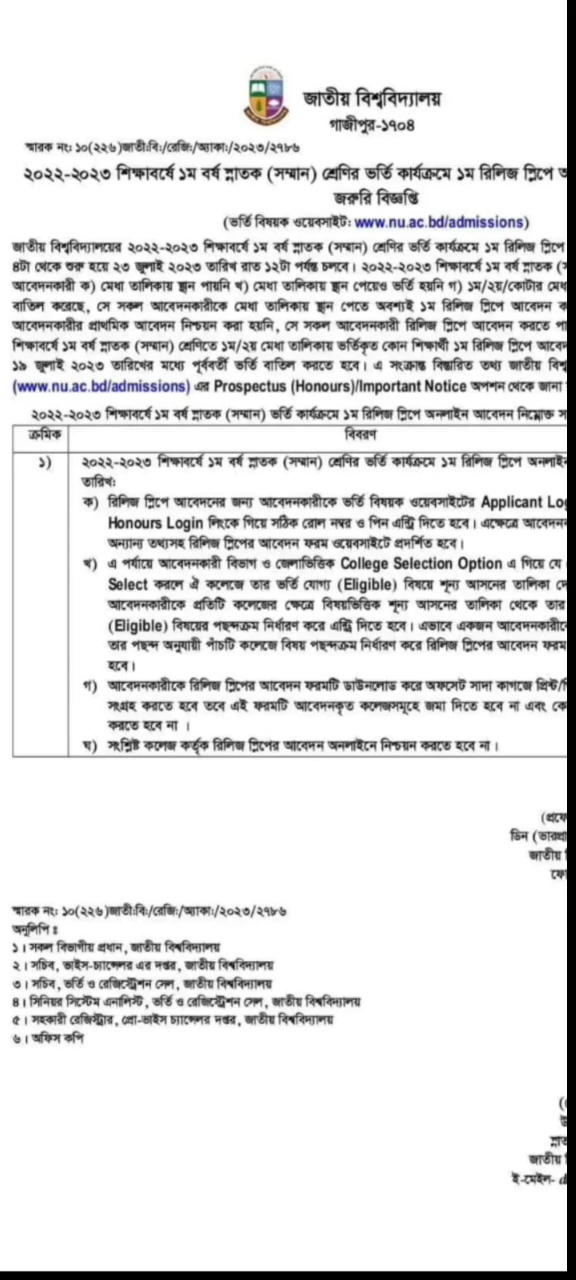 জাতীয় বিশ্ববিদ্যালয়
গাজীপুর-১৭০৪
স্মারক নং: ১০(২২৬)জাতী:বি:/রেজি:/অ্যাকা:/২০২৩/২৭৮৬
২০২২-২০২৩ শিক্ষাবর্ষে ১ম বর্ষ স্নাতক (সম্মান) শ্রেণির ভর্তি কার্যক্রমে ১ম রিলিজ স্লিপে
জরুরি বিজ্ঞপ্তি
(ভর্তি বিষয়ক ওয়েবসাইট: www.nu.ac.bd/admissions)
জাতীয় বিশ্ববিদ্যালয়ের ২০২২-২০২৩ শিক্ষাবর্ষে ১ম বর্ষ স্নাতক (সম্মান) শ্রেণির ভর্তি কার্যক্রমে ১ম রিলিজ স্লিপে
৪টা থেকে শুরু হয়ে ২৩ জুলাই ২০২৩ তারিখ রাত ১২টা পর্যন্ত চলবে। ২০২২-২০২৩ শিক্ষাবর্ষে ১ম বর্ষ স্নাতক
আবেদনকারী ক) মেধা তালিকায় স্থান পায়নি খ) মেধা তালিকায় স্থান পেয়েও ভর্তি হয়নি গ) ১ম/২য়/কোটার
বাতিল করেছে, সে সকল আবেদনকারীকে মেধা তালিকায় স্থান পেতে অবশ্যই ১ম রিলিজ স্লিপে আবেদন
আবেদনকারীর প্রাথমিক আবেদন নিশ্চয়ন করা হয়নি, সে সকল আবেদনকারী রিলিজ স্লিপে আবেদন করতে
শিক্ষাবর্ষে ১ম বর্ষ স্নাতক (সম্মান) শ্রেণিতে ১ম/২য় মেধা তালিকায় ভর্তিকৃত কোন শিক্ষার্থী ১ম রিলিজ স্লিপে
১৯ জুলাই ২০২৩ তারিখের মধ্যে পূর্ববর্তী ভর্তি বাতিল করতে হবে। এ সংক্রান্ত বিস্তারিত তথ্য জাতীয়
(www.nu.ac.bd/admissions) এর Prospectus (Honours)/Important Notice অপশন থেকে জানা
২০২২-২০২৩ শিক্ষাবর্ষে ১ম বর্ষ স্নাতক (সম্মান) ভর্তি কার্যক্রমে ১ম রিলিজ স্লিপে অনলাইন আবেদন নিম্নোক্ত
ক্রমিক বিবরণ
১) ২০২২-২০২৩ শিক্ষাবর্ষে ১ম বর্ষ স্নাতক (সম্মান) শ্রেণির ভর্তি কার্যক্রমে ১ম রিলিজ স্লিপে অনলাইন
তারিখ:
ক) রিলিজ স্লিপে আবেদনের জন্য আবেদনকারীকে ভর্তি বিষয়ক ওয়েবসাইটের Applicant
Honours Login লিংকে গিয়ে সঠিক রোল নম্বর ও পিন এন্ট্রি দিতে হবে। এক্ষেত্রে
অন্যান্য তথ্যসহ রিলিজ স্লিপের আবেদন ফরম ওয়েবসাইটে প্রদর্শিত হবে।
খ) এ পর্যায়ে আবেদনকারী বিভাগ ও জেলাভিত্তিক College Selection Option এ গিয়ে যে
Select করলে ঐ কলেজে তার ভর্তি যোগ্য (Eligible) বিষয়ে শূন্য আসনের তালিকা
আবেদনকারীকে প্রতিটি কলেজের ক্ষেত্রে বিষয়ভিত্তিক শূন্য আসনের তালিকা থেকে তার
(Eligible) বিষয়ের পছন্দক্রম নির্ধারণ করে এন্ট্রি দিতে হবে। এভাবে একজন
তার পছন্দ অনুযায়ী পাঁচটি কলেজে বিষয় পছন্দক্রম নির্ধারণ করে রিলিজ স্লিপের আবেদন ফরম
হবে।
গ) আবেদনকারীকে রিলিজ স্লিপের আবেদন ফরমটি ডাউনলোড করে অফসেট সাদা কাগজে প্রিন্ট/
সংগ্রহ করতে হবে তবে এই ফরমটি আবেদনকৃত কলেজসমূহে জমা দিতে হবে না এবং
করতে হবে না ।
ঘ) সংশ্লিষ্ট কলেজ কর্তৃক রিলিজ স্লিপের আবেদন অনলাইনে নিশ্চয়ন করতে হবে না।
ডিন
জাতীয়
স্মারক নং: ১০(২২৬)জাতী:বি:/রেজি:/অ্যাকা:/২০২৩/২৭৮৬
অনুলিপি ঃ
১। সকল বিভাগীয় প্রধান, জাতীয় বিশ্ববিদ্যালয়
২। সচিব, ভাইস-চ্যান্সেলর এর দপ্তর, জাতীয় বিশ্ববিদ্যালয়
৩। সচিব, ভর্তি ও রেজিস্ট্রেশন সেল, জাতীয় বিশ্ববিদ্যালয়
৪। সিনিয়র সিস্টেম এনালিস্ট, ভর্তি ও রেজিস্ট্রেশন সেল, জাতীয় বিশ্ববিদ্যালয়
৫। সহকারী রেজিস্ট্রার, প্রো-ভাইস চ্যান্সেলর দপ্তর, জাতীয় বিশ্ববিদ্যালয়
৬। অফিস কপি
জাতীয়
ই-মেইল-